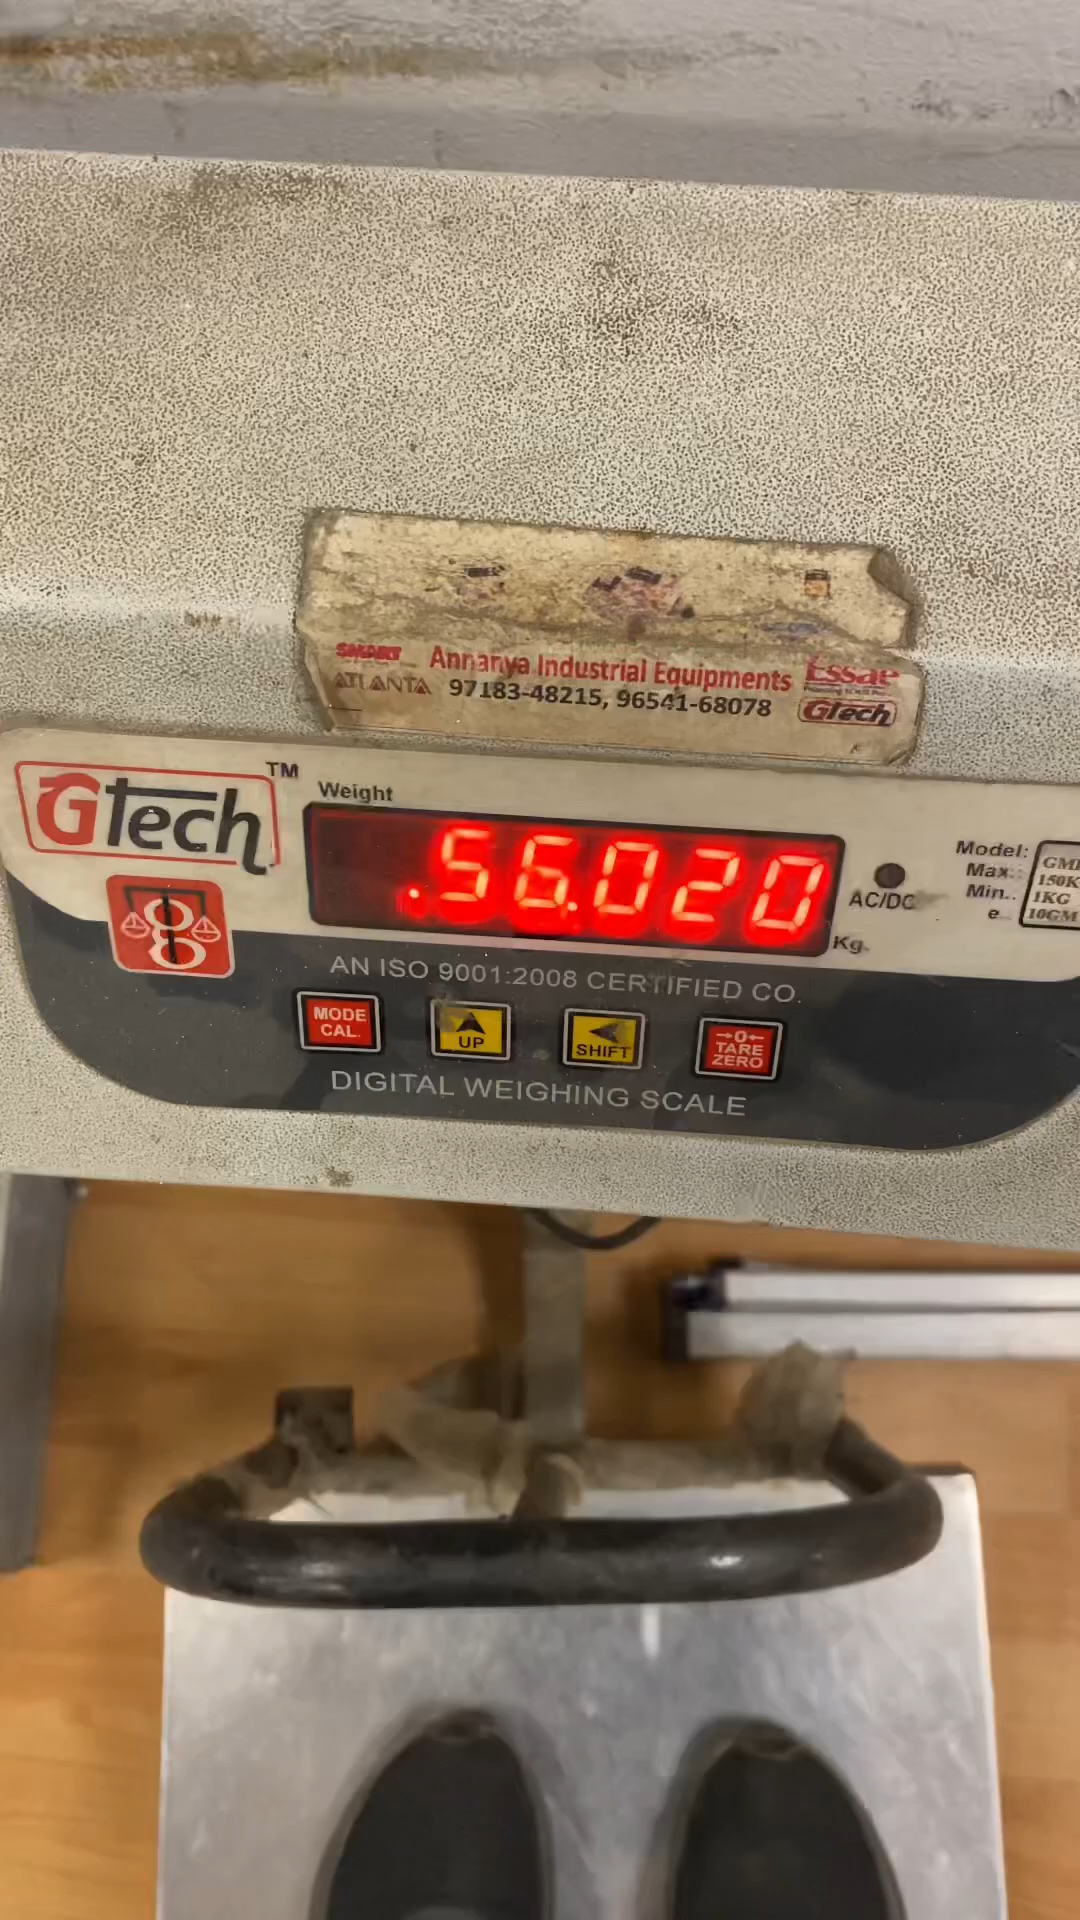 SMART Annanya Industrial Equipments Essae
ATLANTA 97183-48215, 96541-68078 Gtech
Gtech TM
Weight
.56.020
Kg.
AC/DC
Model: GM
Max.: 150K
Min.: 1KG
e.. 10GM
AN ISO 9001:2008 CERTIFIED CO.
MODE CAL. UP SHIFT →0← TARE ZERO
DIGITAL WEIGHING SCALE